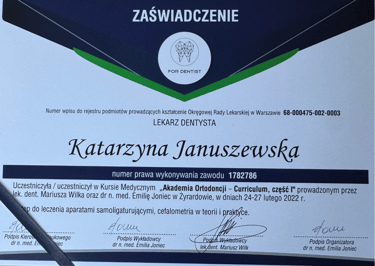 ZAŚWIADCZENIE
FOR DENTIST
Numer wpisu do rejestru podmiotów prowadzących kształcenie Okręgowej Rady Lekarskiej w Warszawie: 68-000475-002-0003
LEKARZ DENTYSTA
Katarzyna Januszewska
numer prawa wykonywania zawodu 1782786
Uczestniczyła / uczestniczył w Kursie Medycznym "Akademia Ortodoncji - Curriculum, część I" prowadzonym przez
lek. dent. Mariusza Wilka oraz dr n. med. Emilię Joniec w Żyrardowie, w dniach 24-27 lutego 2022 r.
do leczenia aparatami samoligaturującymi, cefalometria w teorii i praktyce.
Podpis Wykładowcy Podpis Wykładowcy Podpis Organizatora
dr n. med. Emilia Joniec dr n. med. Emilia Joniec lek. dent. Mariusz Wilk dr n. med. Emilia Joniec